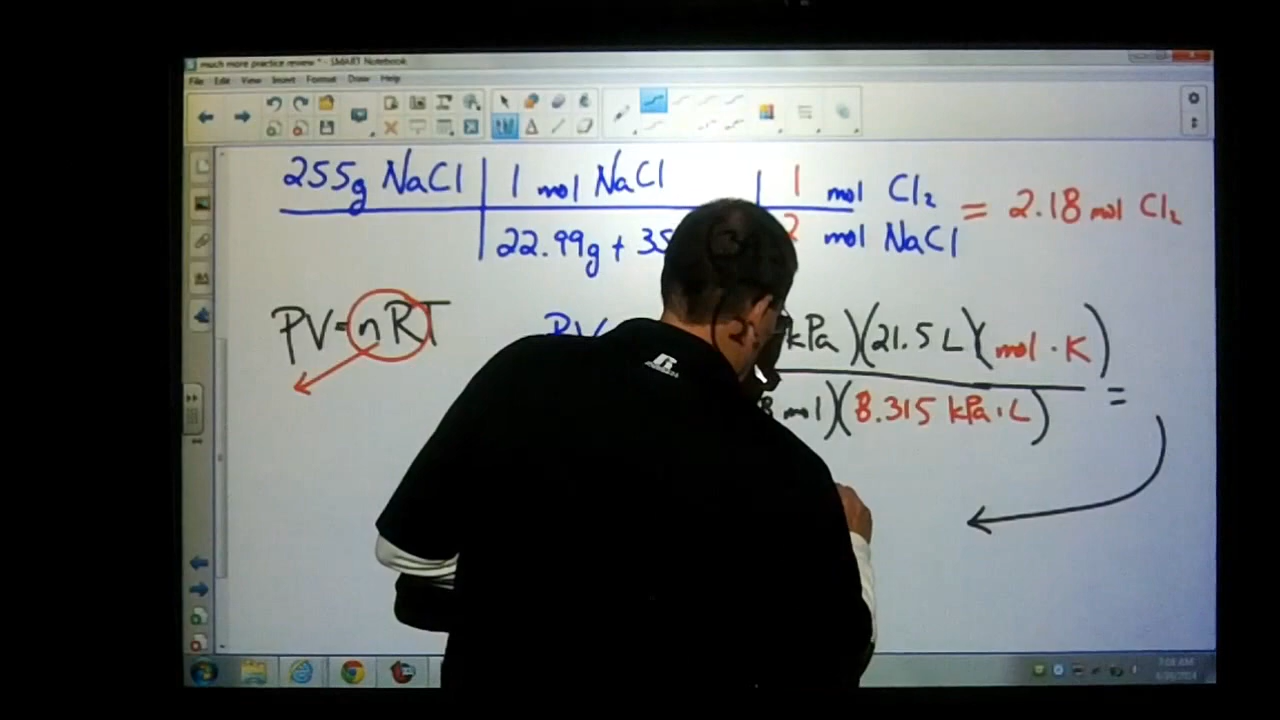 much more practice review * - SMART Notebook
File Edit View Insert Format Draw Help
255g NaCl | 1 mol NaCl | 1 mol Cl₂ = 2.18 mol Cl₂
22.99g + 35 2 mol NaCl
PV=nRT PV kPa)(21.5 L)(mol · K) =
8 mol)(8.315 kPa·L)